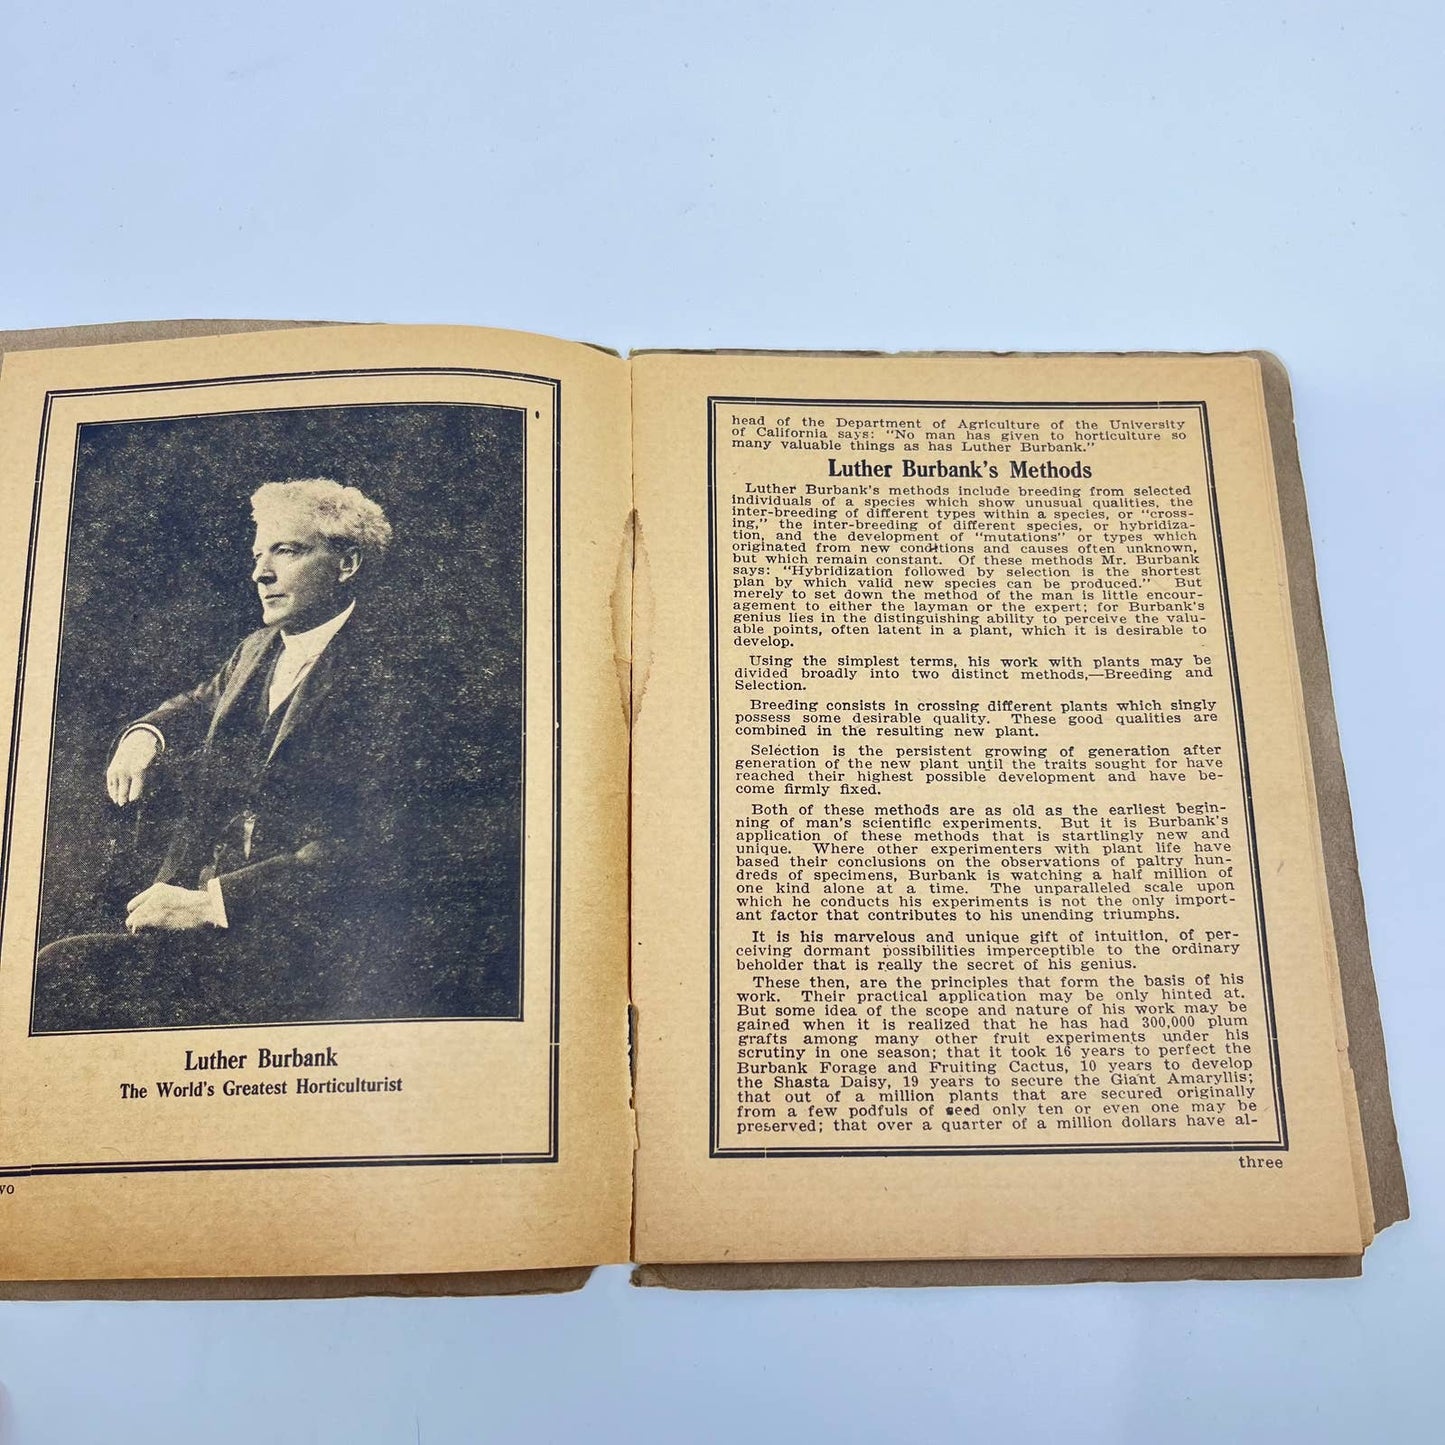 Luther Burbank
The World's Greatest Horticulturist
wo
head of the Department of Agriculture of the University
of California says: "No man has given to horticulture so
many valuable things as has Luther Burbank."
Luther Burbank's Methods
Luther Burbank's methods include breeding from selected
individuals of a species which show unusual qualities, the
inter-breeding of different types within a species, or "cross-
ing," the inter-breeding of different species, or hybridiza-
tion, and the development of "mutations" or types which
originated from new conditions and causes often unknown,
but which remain constant. Of these methods Mr. Burbank
says: "Hybridization followed by selection is the shortest
plan by which valid new species can be produced." But
merely to set down the method of the man is little encour-
agement to either the layman or the expert; for Burbank's
genius lies in the distinguishing ability to perceive the valu-
able points, often latent in a plant, which it is desirable to
develop.
Using the simplest terms, his work with plants may be
divided broadly into two distinct methods,—Breeding and
Selection.
Breeding consists in crossing different plants which singly
possess some desirable quality. These good qualities are
combined in the resulting new plant.
Selection is the persistent growing of generation after
generation of the new plant until the traits sought for have
reached their highest possible development and have be-
come firmly fixed.
Both of these methods are as old as the earliest begin-
ning of man's scientific experiments. But it is Burbank's
application of these methods that is startlingly new and
unique. Where other experimenters with plant life have
based their conclusions on the observations of paltry hun-
dreds of specimens, Burbank is watching a half million of
one kind alone at a time. The unparalleled scale upon
which he conducts his experiments is not the only import-
ant factor that contributes to his unending triumphs.
It is his marvelous and unique gift of intuition, of per-
ceiving dormant possibilities imperceptible to the ordinary
beholder that is really the secret of his genius.
These then, are the principles that form the basis of his
work. Their practical application may be only hinted at.
But some idea of the scope and nature of his work may be
gained when it is realized that he has had 300,000 plum
grafts among many other fruit experiments under his
scrutiny in one season; that it took 16 years to perfect the
Burbank Forage and Fruiting Cactus, 10 years to develop
the Shasta Daisy, 19 years to secure the Giant Amaryllis;
that out of a million plants that are secured originally
from a few podfuls of seed only ten or even one may be
preserved; that over a quarter of a million dollars have al-
three